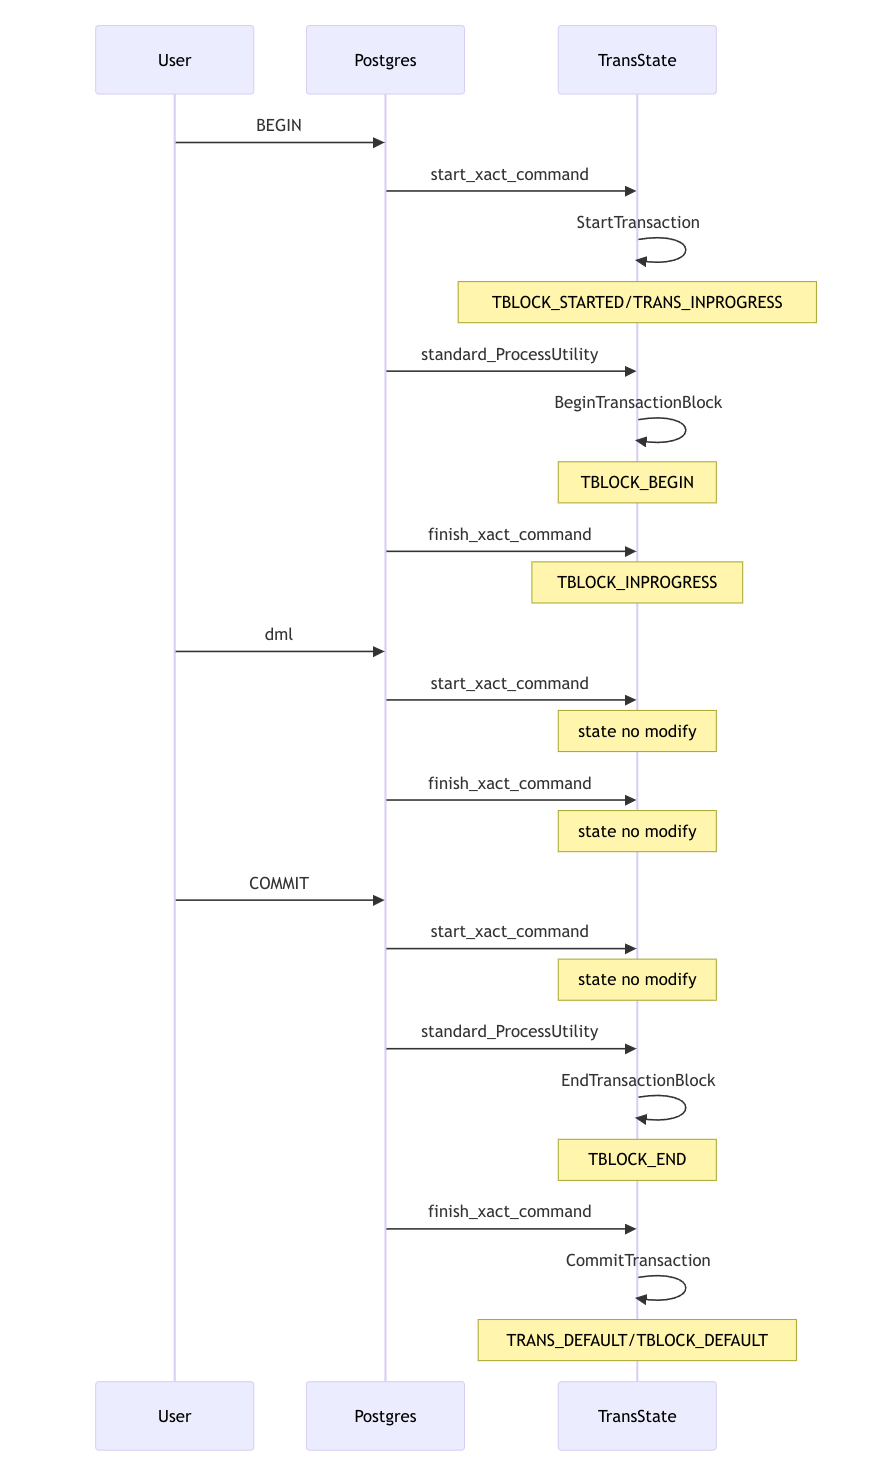 User
Postgres
TransState
BEGIN
start_xact_command
StartTransaction
TBLOCK_STARTED/TRANS_INPROGRESS
standard_ProcessUtility
BeginTransactionBlock
TBLOCK_BEGIN
finish_xact_command
TBLOCK_INPROGRESS
dml
start_xact_command
state no modify
finish_xact_command
state no modify
COMMIT
start_xact_command
state no modify
standard_ProcessUtility
EndTransactionBlock
TBLOCK_END
finish_xact_command
CommitTransaction
TRANS_DEFAULT/TBLOCK_DEFAULT
User
Postgres
TransState